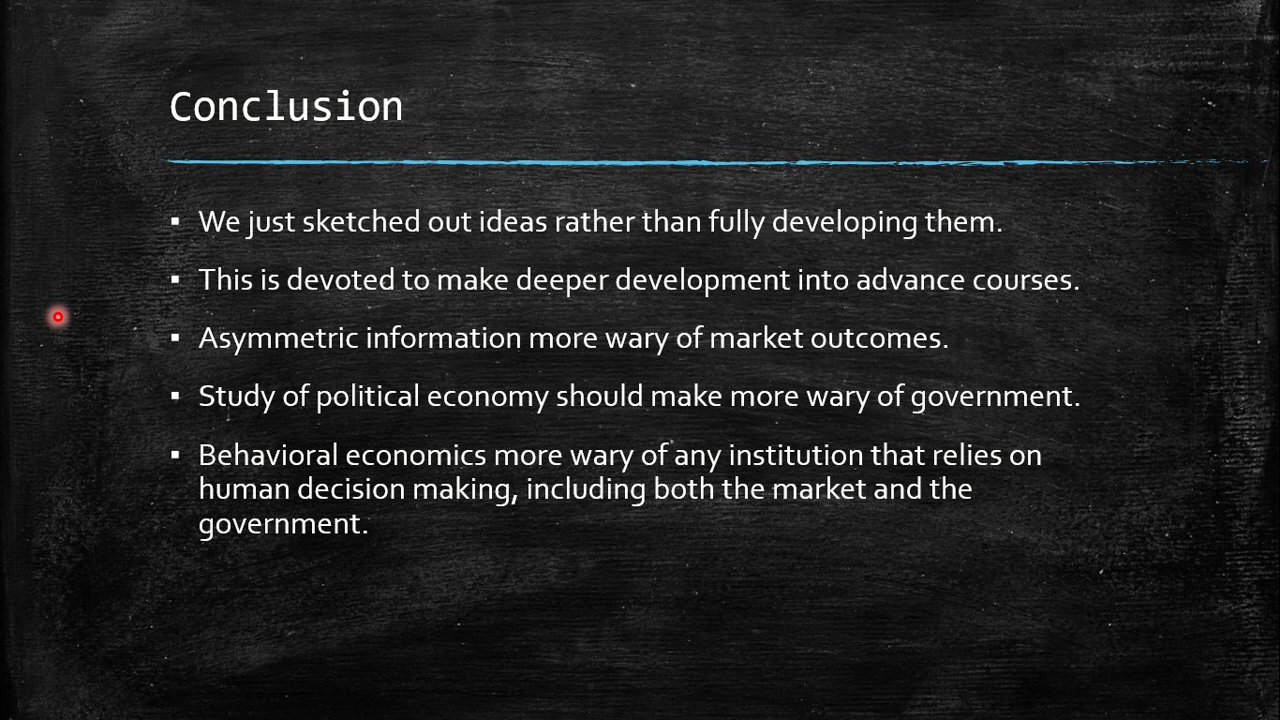 Conclusion
▪ We just sketched out ideas rather than fully developing them.
▪ This is devoted to make deeper development into advance courses.
▪ Asymmetric information more wary of market outcomes.
▪ Study of political economy should make more wary of government.
▪ Behavioral economics more wary of any institution that relies on
human decision making, including both the market and the
government.